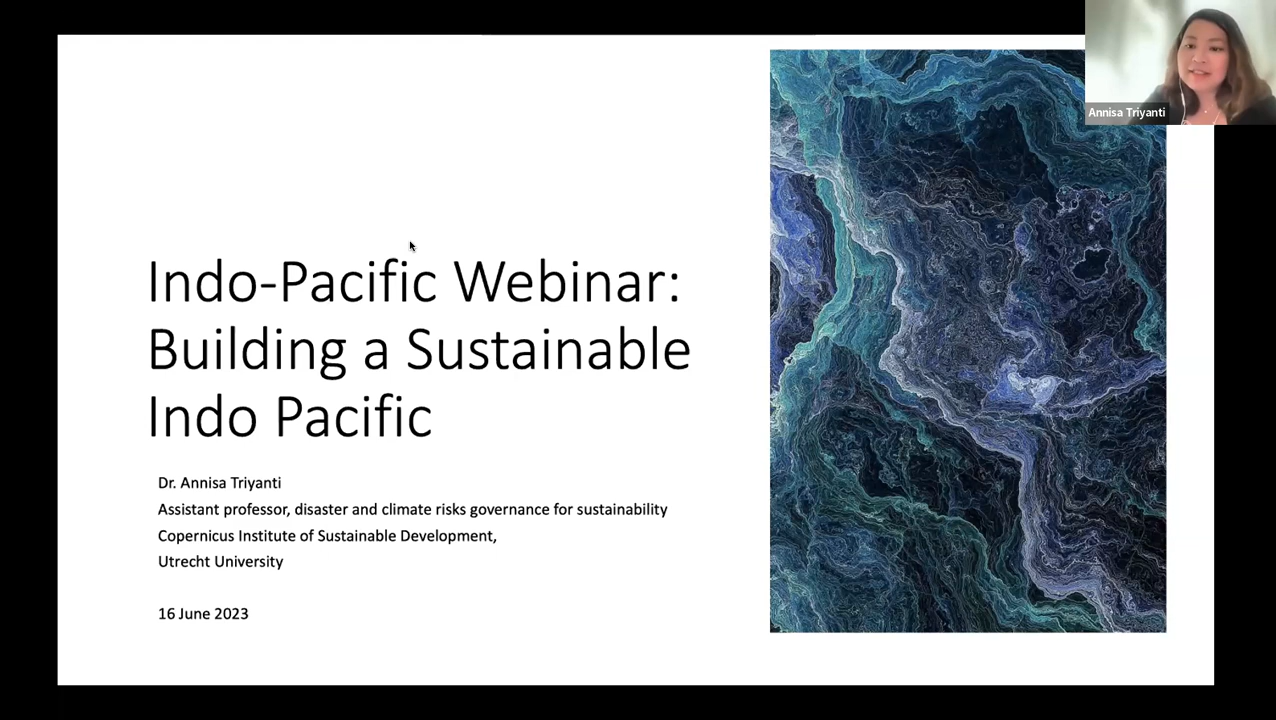 Annisa Triyanti
Indo-Pacific Webinar:
Building a Sustainable
Indo Pacific
Dr. Annisa Triyanti
Assistant professor, disaster and climate risks governance for sustainability
Copernicus Institute of Sustainable Development,
Utrecht University
16 June 2023